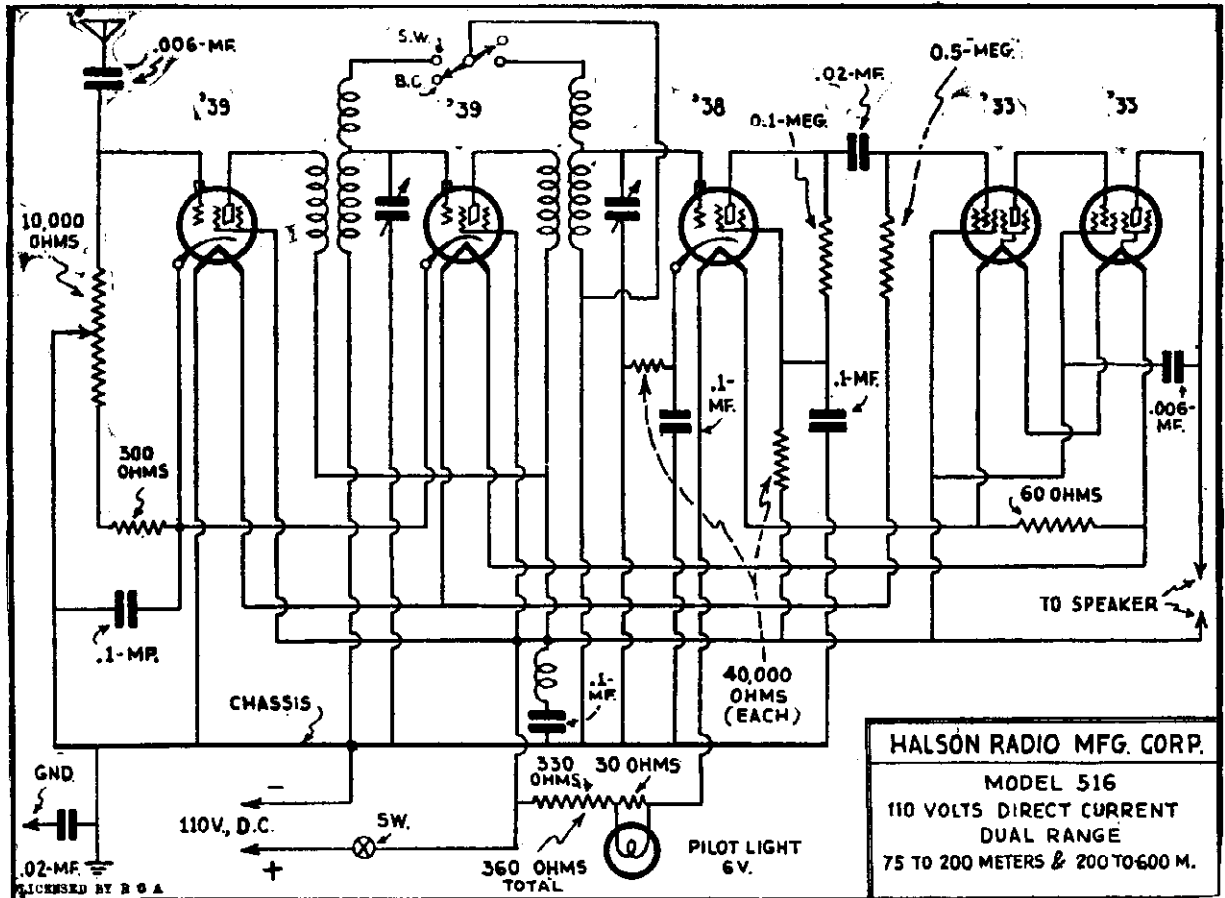 .006-MF.
S.W.
B.C.
'39
'39
'38
'33
'33
0.1-MEG.
.02-MF.
0.5-MEG.
10,000
OHMS
300
OHMS
.1-
MF.
.1-MF.
.006-
MF.
60 OHMS
.1-MF.
TO SPEAKER
40,000
OHMS
(EACH)
.1-
MF.
CHASSIS
GND.
.02-MF.
110V., D.C.
-
+
SW.
330
OHMS
30 OHMS
360 OHMS
TOTAL
PILOT LIGHT
6V.
HALSON RADIO MFG. CORP.
MODEL 516
110 VOLTS DIRECT CURRENT
DUAL RANGE
75 TO 200 METERS & 200 TO 600 M.
LICENSED BY R C A